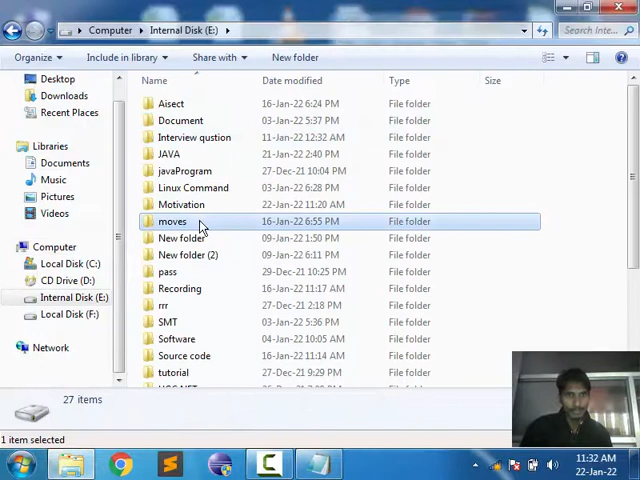 Computer Internal Disk (E:)
Search Inte...
Organize Include in library Share with New folder
Desktop
Downloads
Recent Places
Libraries
Documents
Music
Pictures
Videos
Computer
Local Disk (C:)
CD Drive (D:)
Internal Disk (E:)
Local Disk (F:)
Network
Name Date modified Type Size
Aisect 16-Jan-22 6:24 PM File folder
Document 03-Jan-22 5:37 PM File folder
Interview qustion 11-Jan-22 12:32 AM File folder
JAVA 21-Jan-22 2:40 PM File folder
javaProgram 27-Dec-21 10:04 PM File folder
Linux Command 03-Jan-22 6:28 PM File folder
Motivation 22-Jan-22 11:20 AM File folder
moves 16-Jan-22 6:55 PM File folder
New folder 09-Jan-22 1:50 PM File folder
New folder (2) 09-Jan-22 6:11 PM File folder
pass 29-Dec-21 10:25 PM File folder
Recording 16-Jan-22 11:17 AM File folder
rrr 27-Dec-21 2:18 PM File folder
SMT 03-Jan-22 5:36 PM File folder
Software 04-Jan-22 10:05 AM File folder
Source code 16-Jan-22 11:14 AM File folder
tutorial 27-Dec-21 9:29 PM File folder
27 items
1 item selected
11:32 AM
22-Jan-22